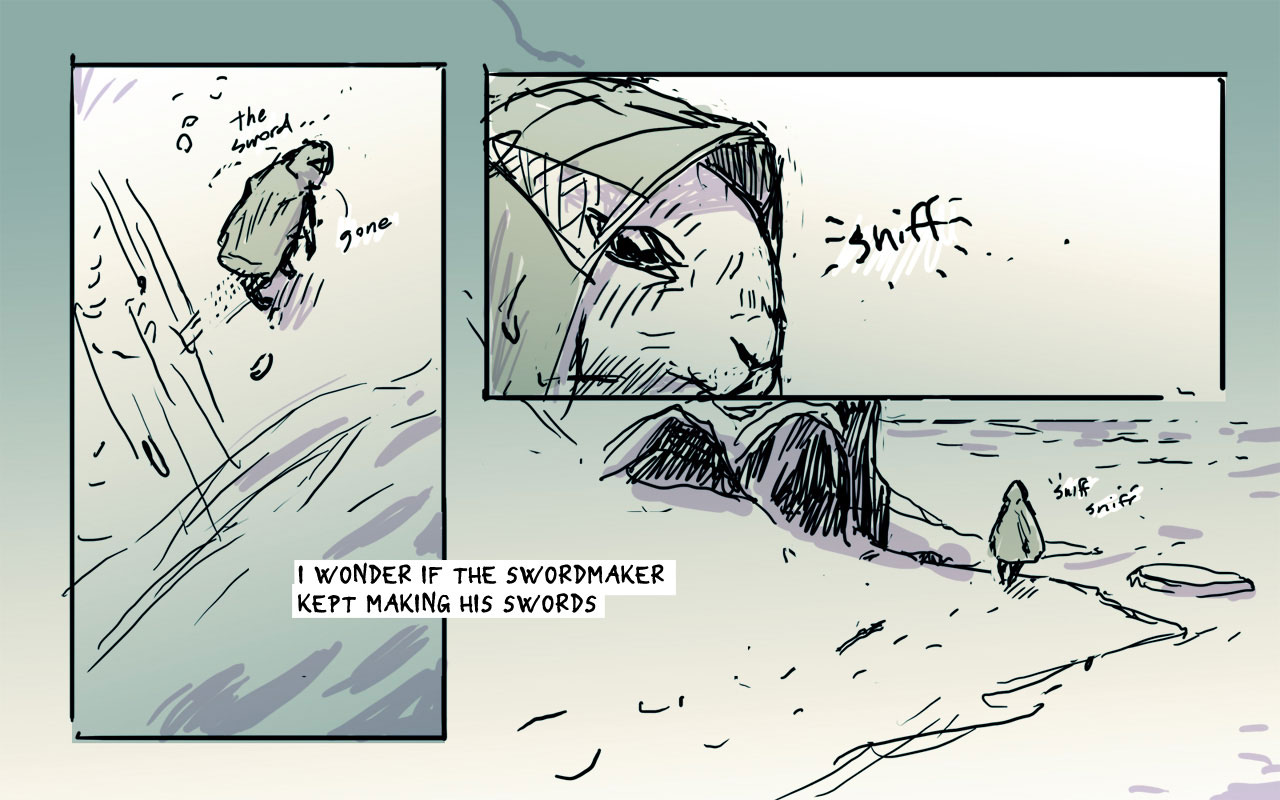 the
sword...
gone
sniff
sniff
sniff
I WONDER IF THE SWORDMAKER
KEPT MAKING HIS SWORDS